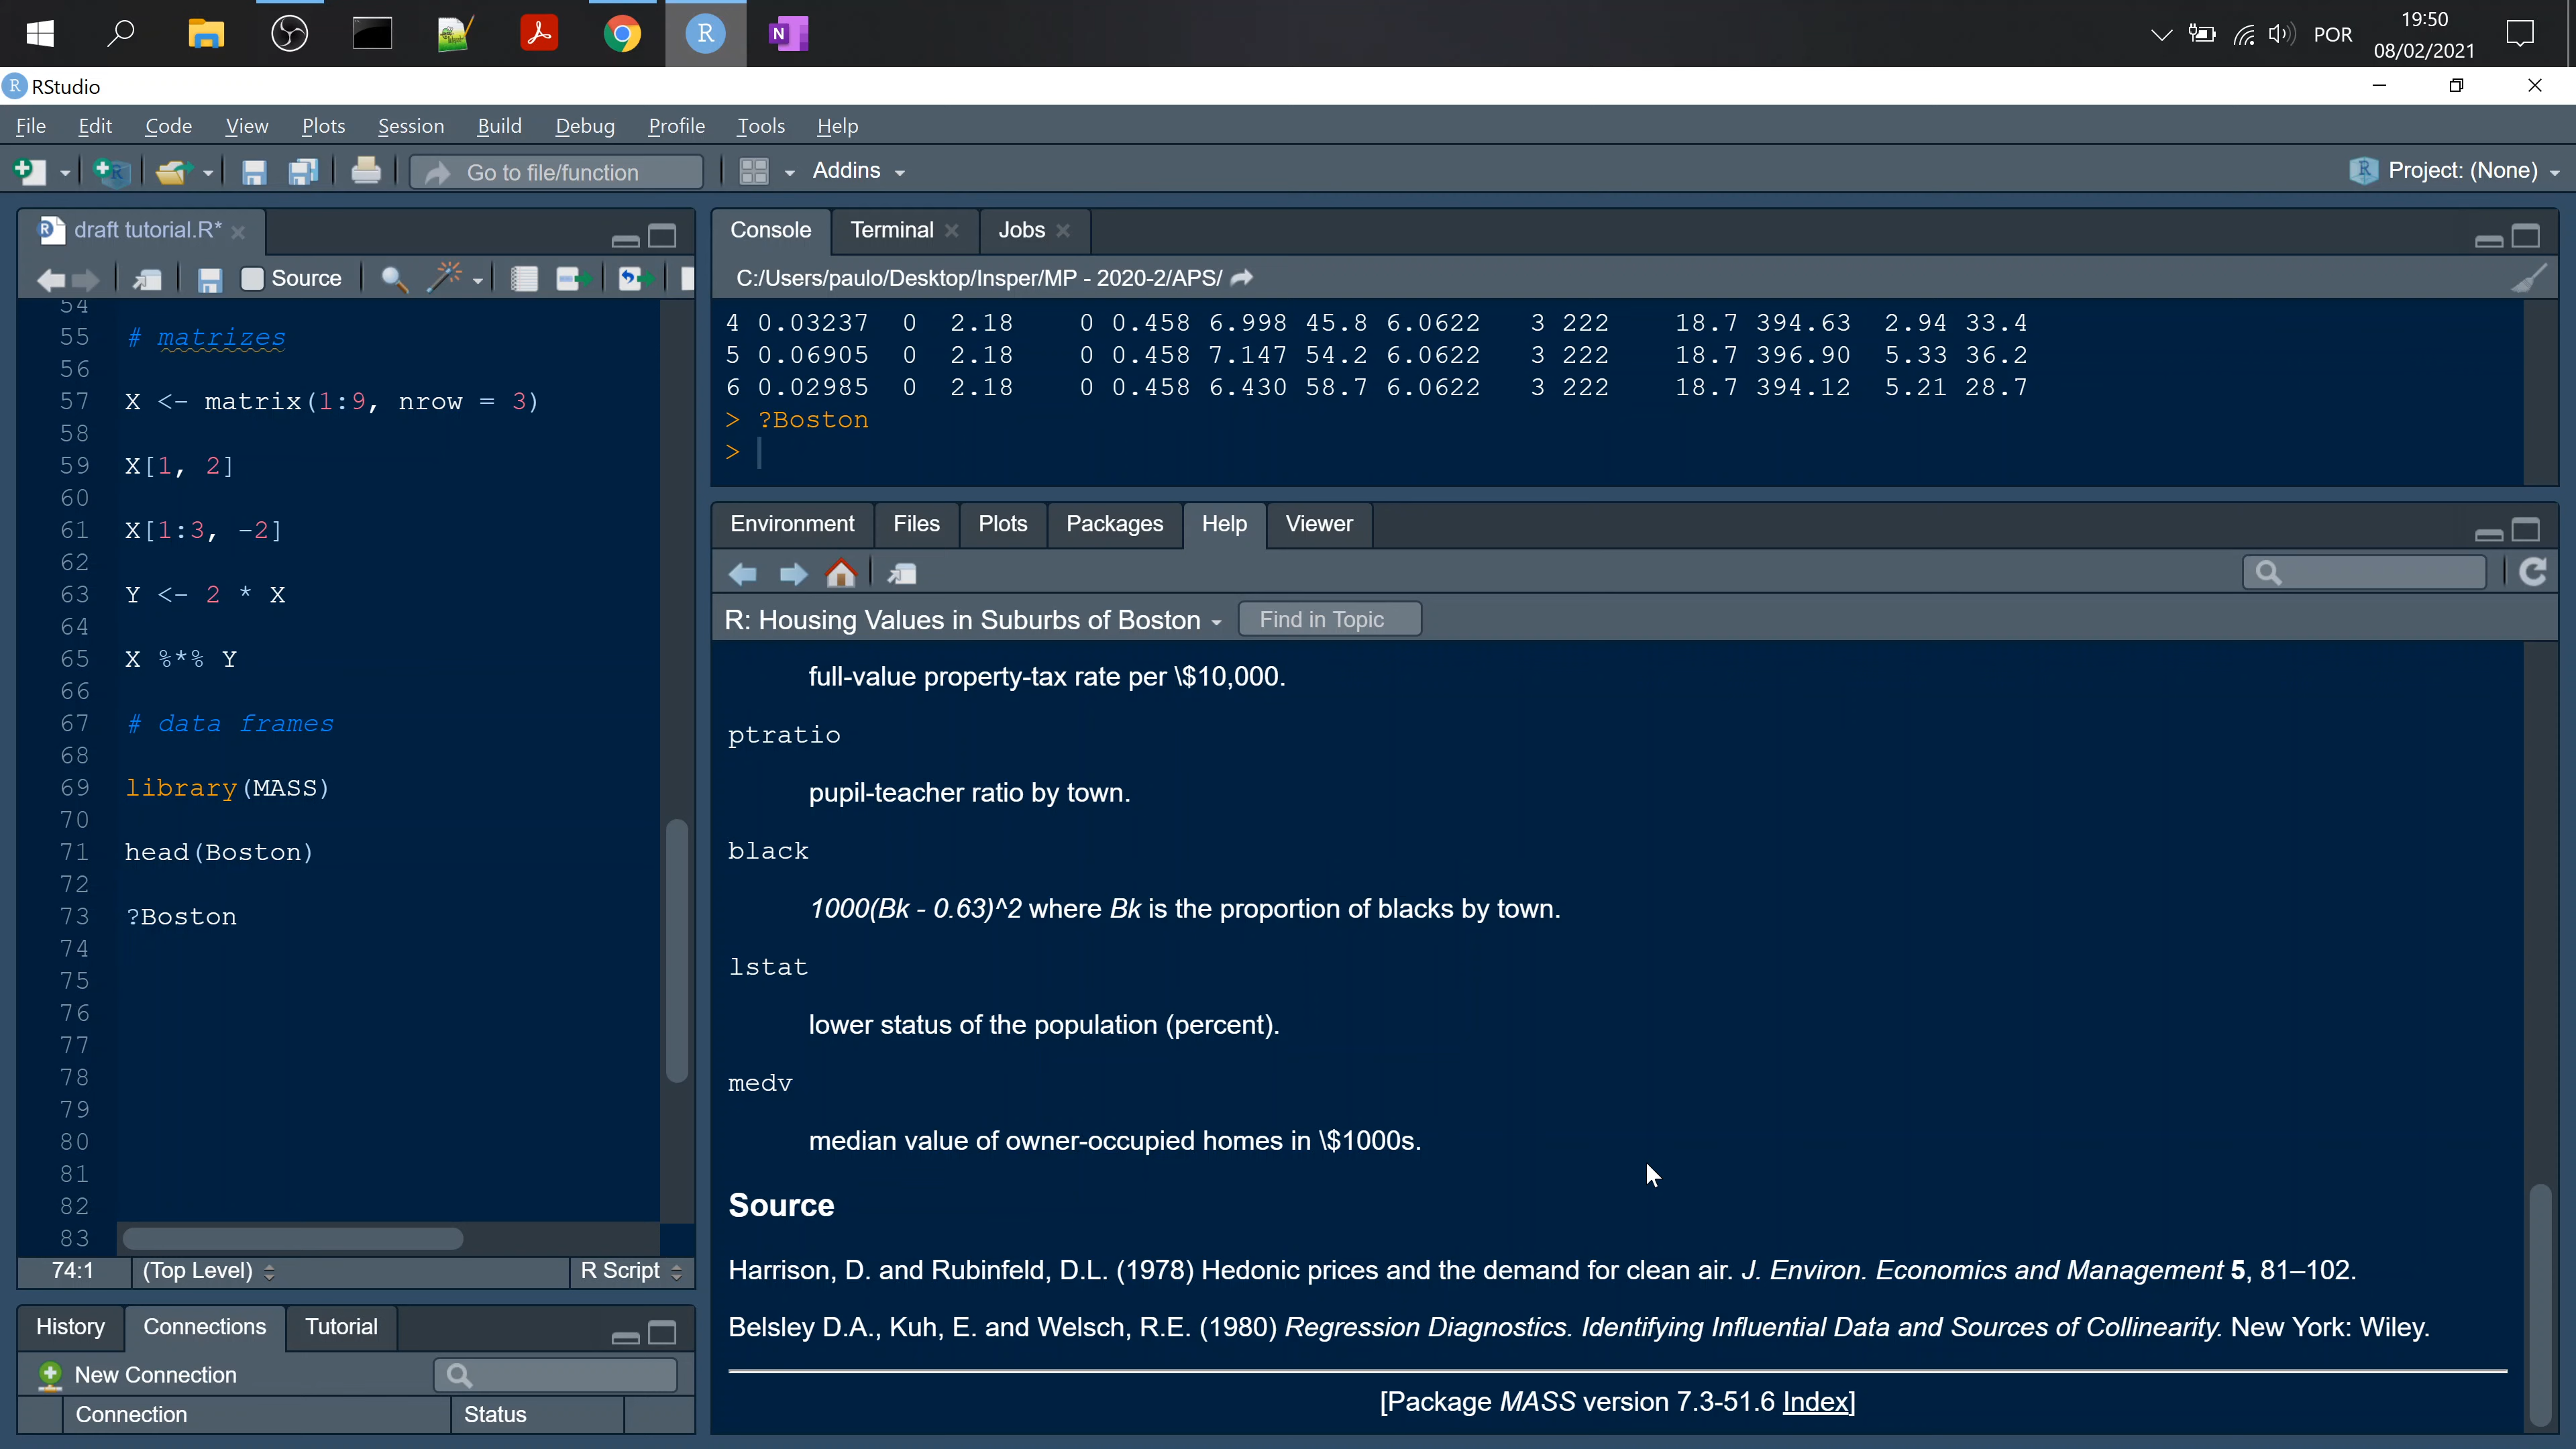 POR
19:50
08/02/2021
RStudio
File Edit Code View Plots Session Build Debug Profile Tools Help
Go to file/function Addins Project: (None)
draft tutorial.R*
Source
54
55 # matrizes
56
57 X <- matrix(1:9, nrow = 3)
58
59 X[1, 2]
60
61 X[1:3, -2]
62
63 Y <- 2 * X
64
65 X %*% Y
66
67 # data frames
68
69 library(MASS)
70
71 head(Boston)
72
73 ?Boston
74
75
76
77
78
79
80
81
82
83
74:1 (Top Level) R Script
History Connections Tutorial
New Connection
Connection Status
Console Terminal Jobs
C:/Users/paulo/Desktop/Insper/MP - 2020-2/APS/
4 0.03237 0 2.18 0 0.458 6.998 45.8 6.0622 3 222 18.7 394.63 2.94 33.4
5 0.06905 0 2.18 0 0.458 7.147 54.2 6.0622 3 222 18.7 396.90 5.33 36.2
6 0.02985 0 2.18 0 0.458 6.430 58.7 6.0622 3 222 18.7 394.12 5.21 28.7
> ?Boston
>
Environment Files Plots Packages Help Viewer
R: Housing Values in Suburbs of Boston Find in Topic
full-value property-tax rate per \$10,000.
ptratio
pupil-teacher ratio by town.
black
1000(Bk - 0.63)^2 where Bk is the proportion of blacks by town.
lstat
lower status of the population (percent).
medv
median value of owner-occupied homes in \$1000s.
Source
Harrison, D. and Rubinfeld, D.L. (1978) Hedonic prices and the demand for clean air. J. Environ. Economics and Management 5, 81–102.
Belsley D.A., Kuh, E. and Welsch, R.E. (1980) Regression Diagnostics. Identifying Influential Data and Sources of Collinearity. New York: Wiley.
[Package MASS version 7.3-51.6 Index]